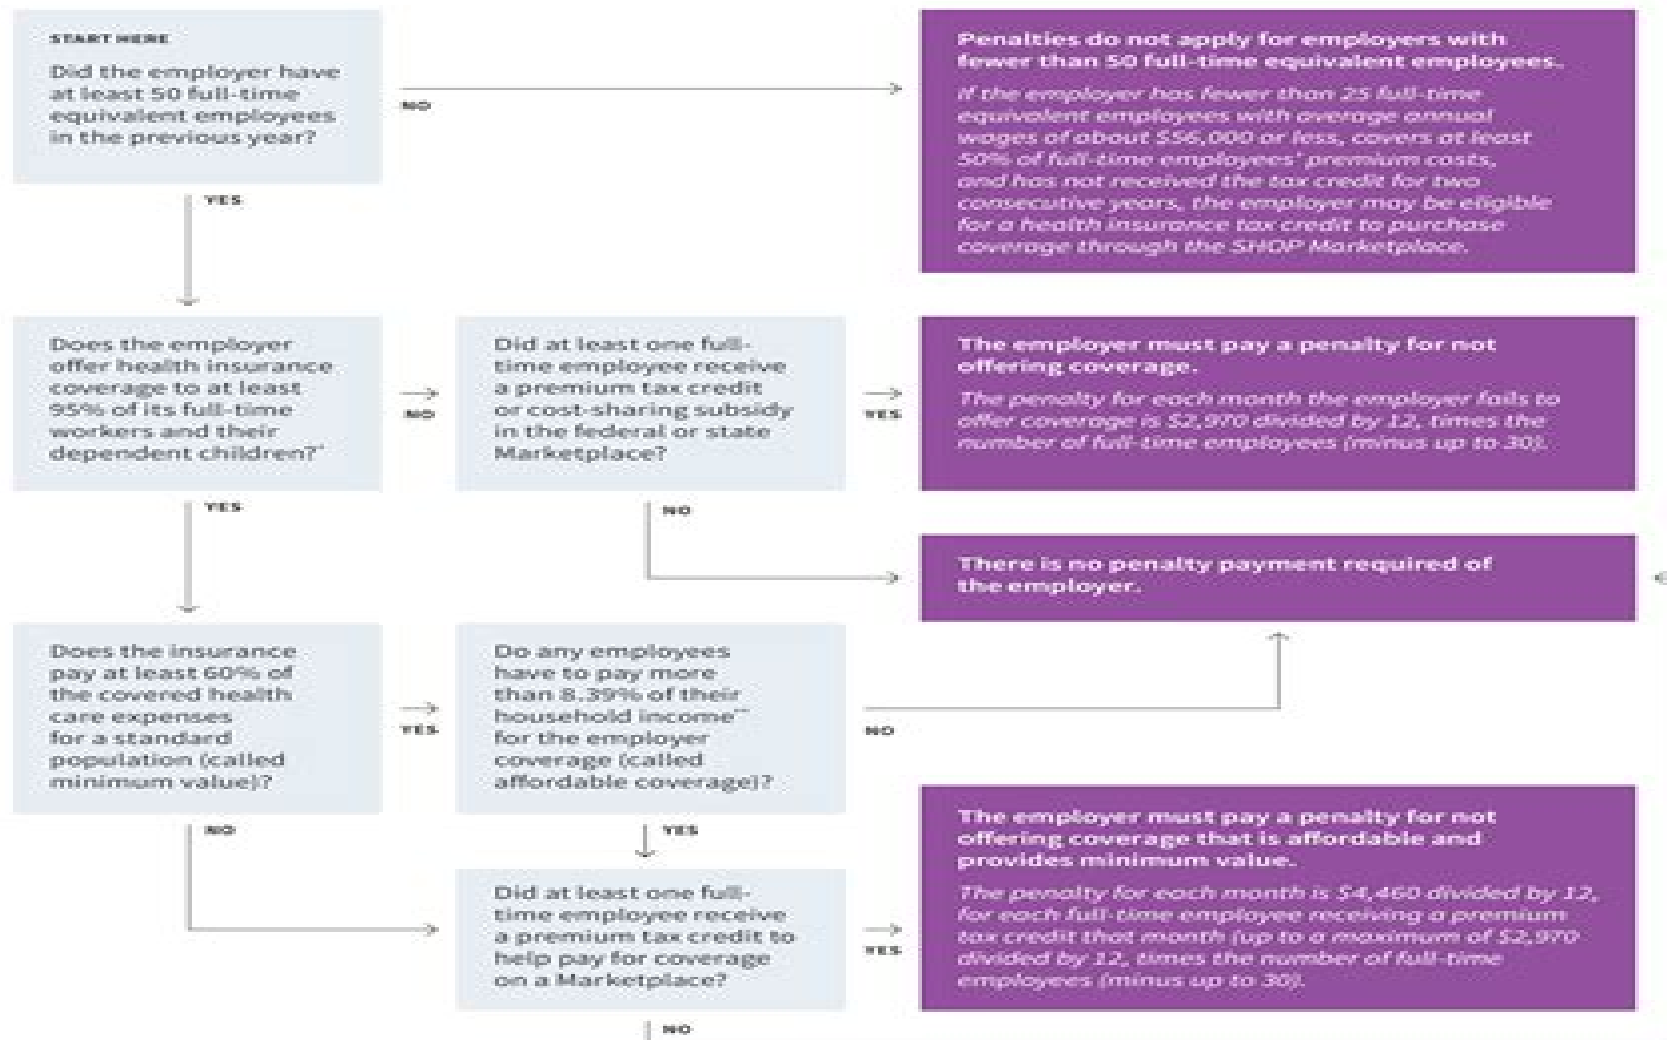 START HERE
Did the employer have
at least 50 full-time
equivalent employees
in the previous year?
NO
Penalties do not apply for employers with
fewer than 50 full-time equivalent employees.
If the employer has fewer than 25 full-time
equivalent employees with average annual
wages of about $56,000 or less, covers at least
50% of full-time employees' premium costs,
and has not received the tax credit for two
consecutive years, the employer may be eligible
for a health insurance tax credit to purchase
coverage through the SHOP Marketplace.
YES
Does the employer
offer health insurance
coverage to at least
95% of its full-time
workers and their
dependent children?*
NO
Did at least one full-
time employee receive
a premium tax credit
or cost-sharing subsidy
in the federal or state
Marketplace?
YES
The employer must pay a penalty for not
offering coverage.
The penalty for each month the employer fails to
offer coverage is $2,970 divided by 12, times the
number of full-time employees (minus up to 30).
YES
NO
There is no penalty payment required of
the employer.
Does the insurance
pay at least 60% of
the covered health
care expenses
for a standard
population (called
minimum value)?
YES
Do any employees
have to pay more
than 8.39% of their
household income**
for the employer
coverage (called
affordable coverage)?
NO
NO
YES
Did at least one full-
time employee receive
a premium tax credit to
help pay for coverage
on a Marketplace?
YES
The employer must pay a penalty for not
offering coverage that is affordable and
provides minimum value.
The penalty for each month is $4,460 divided by 12,
for each full-time employee receiving a premium
tax credit that month (up to a maximum of $2,970
divided by 12, times the number of full-time
employees (minus up to 30).
NO